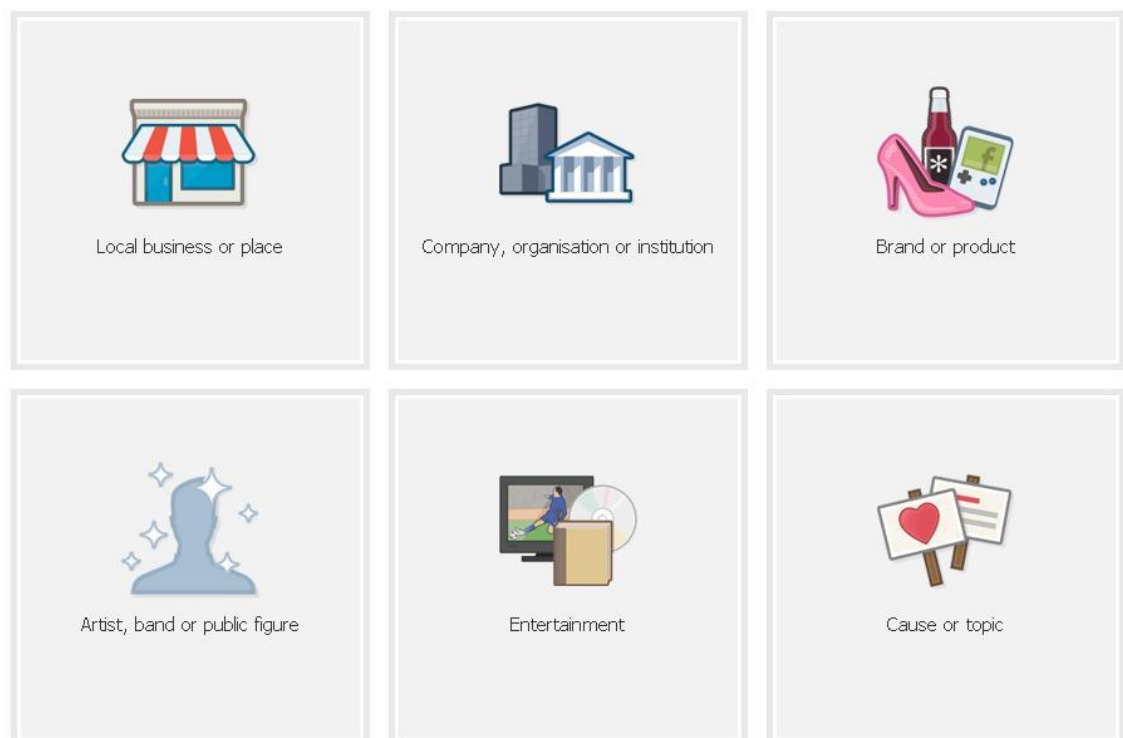 Local business or place
Company, organisation or institution
Brand or product
Artist, band or public figure
Entertainment
Cause or topic